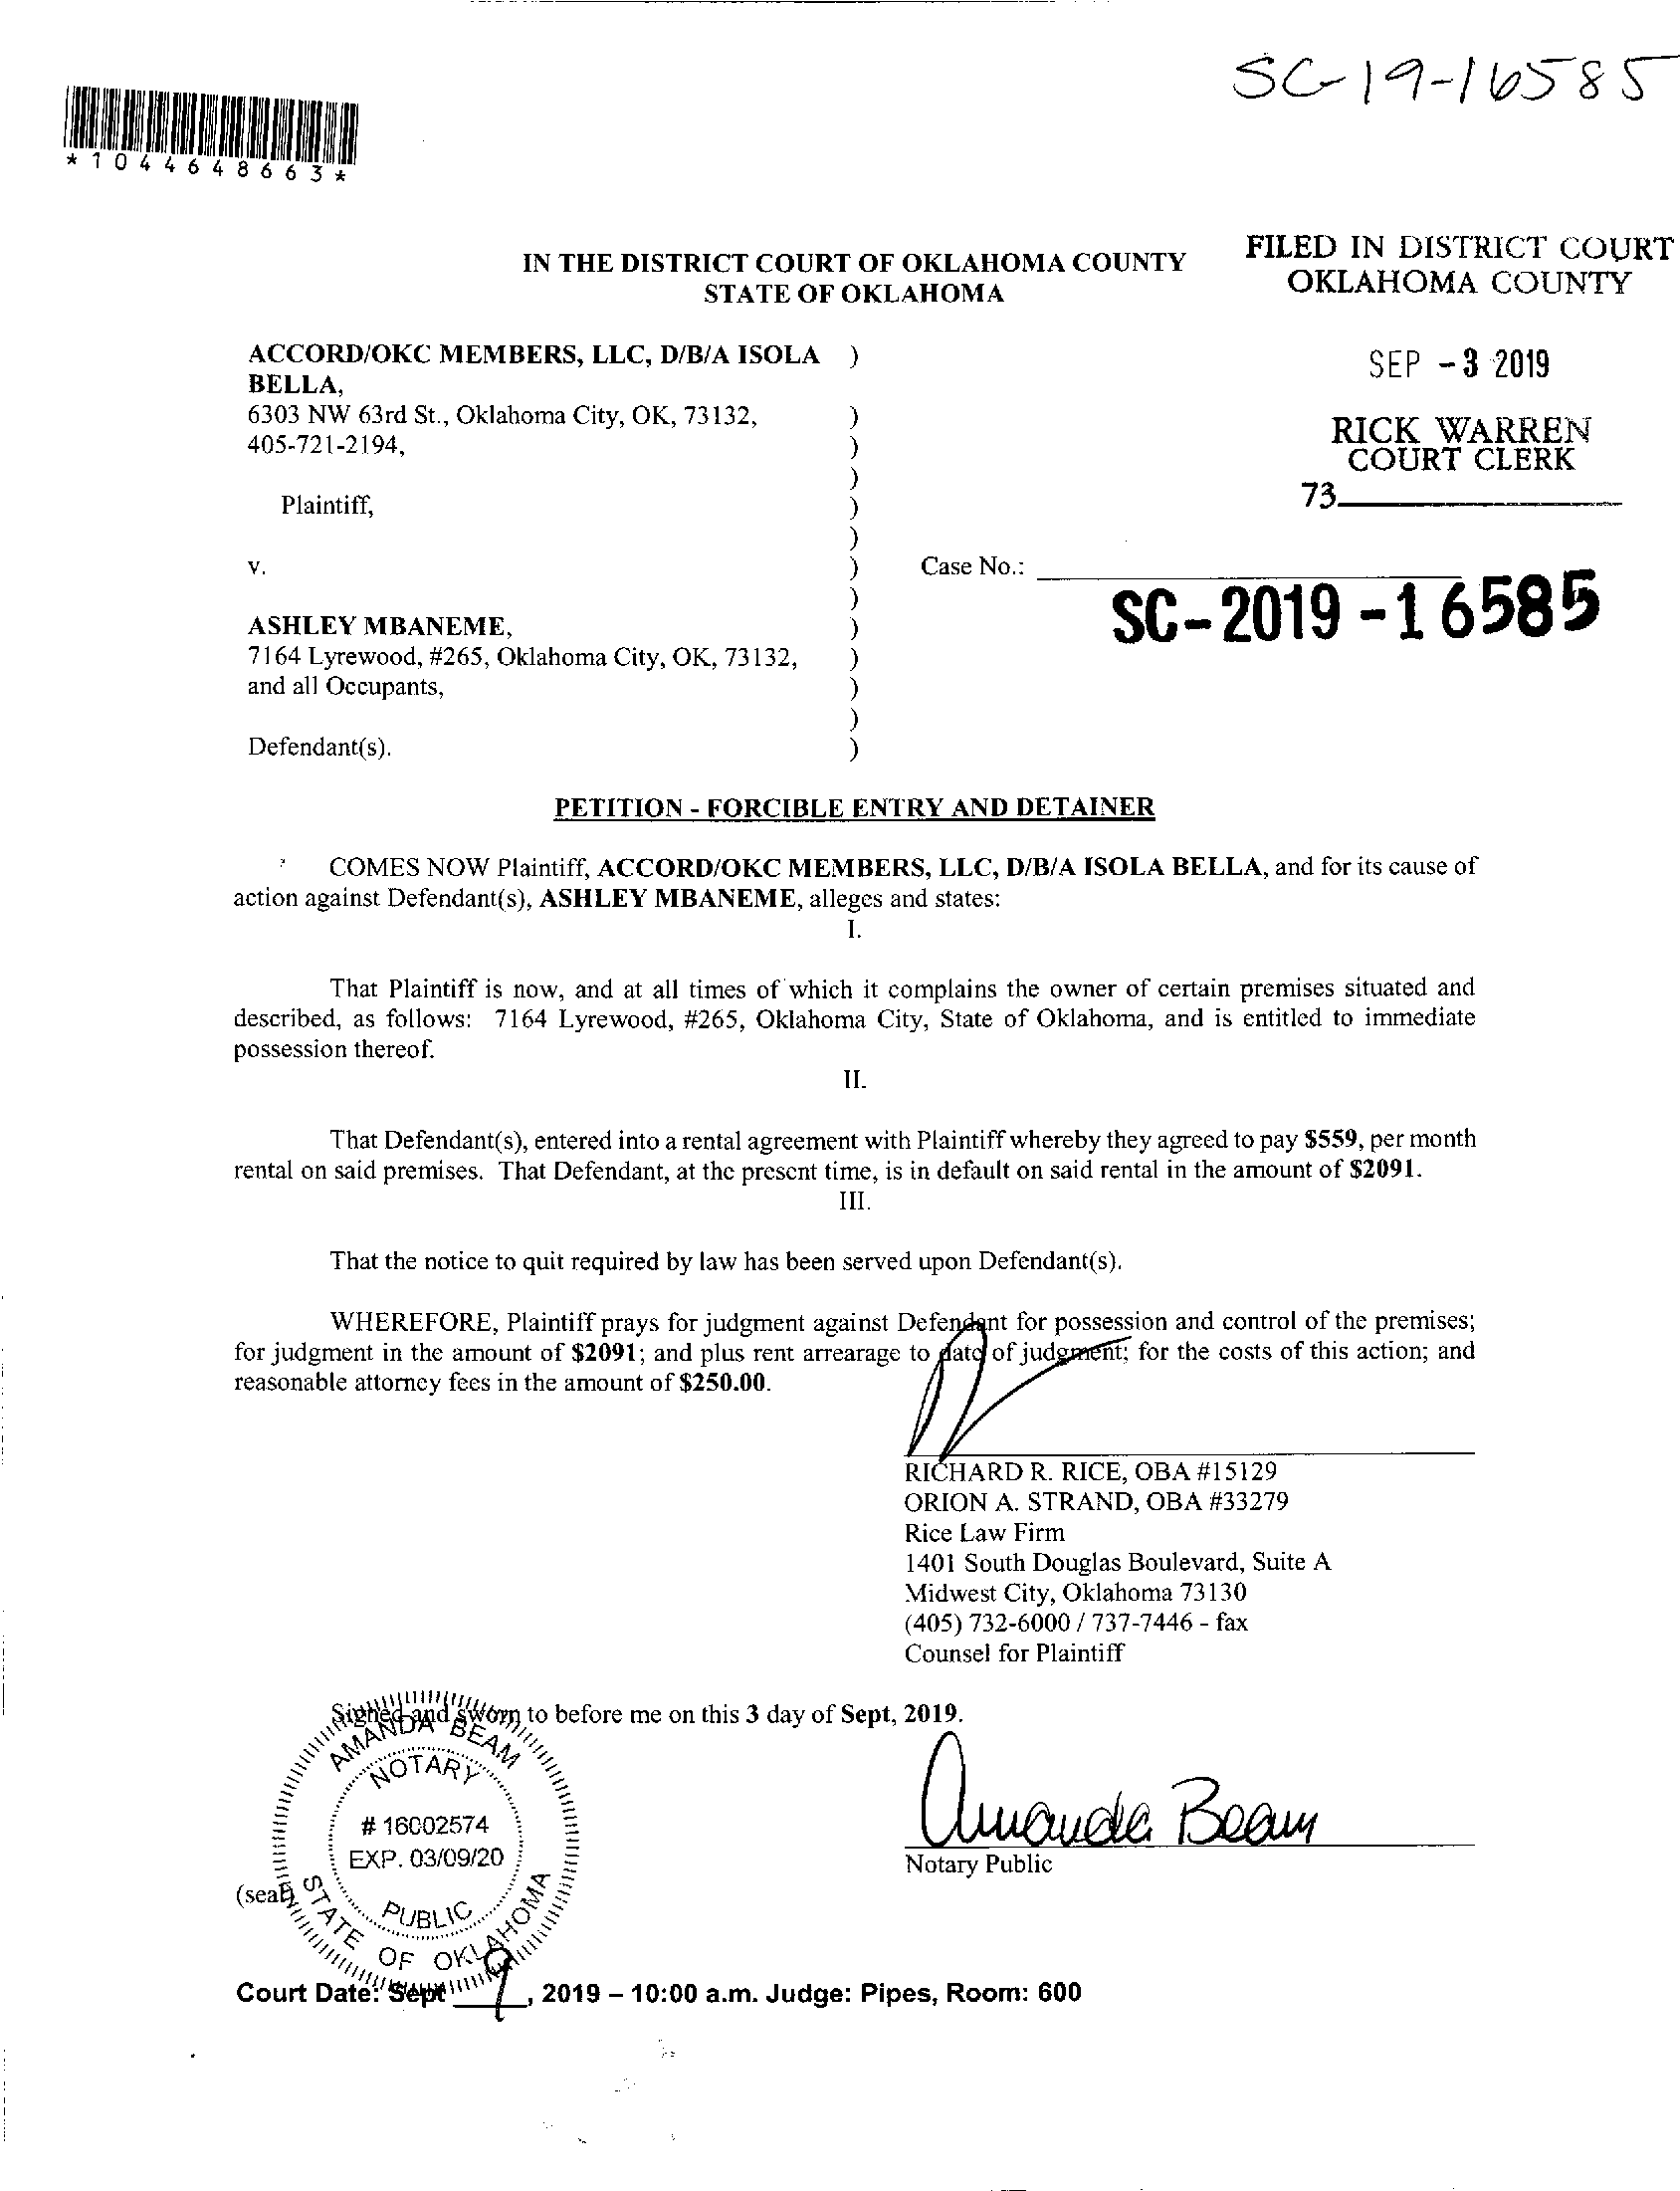 SC-19-16585
*1044648663*
FILED IN DISTRICT COURT
OKLAHOMA COUNTY
IN THE DISTRICT COURT OF OKLAHOMA COUNTY
STATE OF OKLAHOMA
SEP -3 2019
RICK WARREN
COURT CLERK
73
ACCORD/OKC MEMBERS, LLC, D/B/A ISOLA )
BELLA,
6303 NW 63rd St., Oklahoma City, OK, 73132, )
405-721-2194, )
)
Plaintiff, )
)
v. ) Case No.:
)
SC-2019-16585
ASHLEY MBANEME, )
7164 Lyrewood, #265, Oklahoma City, OK, 73132, )
and all Occupants, )
)
Defendant(s). )
PETITION - FORCIBLE ENTRY AND DETAINER
COMES NOW Plaintiff, ACCORD/OKC MEMBERS, LLC, D/B/A ISOLA BELLA, and for its cause of
action against Defendant(s), ASHLEY MBANEME, alleges and states:
I.
That Plaintiff is now, and at all times of which it complains the owner of certain premises situated and
described, as follows: 7164 Lyrewood, #265, Oklahoma City, State of Oklahoma, and is entitled to immediate
possession thereof.
II.
That Defendant(s), entered into a rental agreement with Plaintiff whereby they agreed to pay $559, per month
rental on said premises. That Defendant, at the present time, is in default on said rental in the amount of $2091.
III.
That the notice to quit required by law has been served upon Defendant(s).
WHEREFORE, Plaintiff prays for judgment against Defendant for possession and control of the premises;
for judgment in the amount of $2091; and plus rent arrearage to date of judgment; for the costs of this action; and
reasonable attorney fees in the amount of $250.00.
RICHARD R. RICE, OBA #15129
ORION A. STRAND, OBA #33279
Rice Law Firm
1401 South Douglas Boulevard, Suite A
Midwest City, Oklahoma 73130
(405) 732-6000 / 737-7446 - fax
Counsel for Plaintiff
Signed and sworn to before me on this 3 day of Sept, 2019.
AMANDA BEAM
NOTARY
# 16002574
EXP. 03/09/20
PUBLIC
STATE OF OKLAHOMA
Amanda Beam
Notary Public
(seal)
Court Date: Sept 9, 2019 – 10:00 a.m. Judge: Pipes, Room: 600